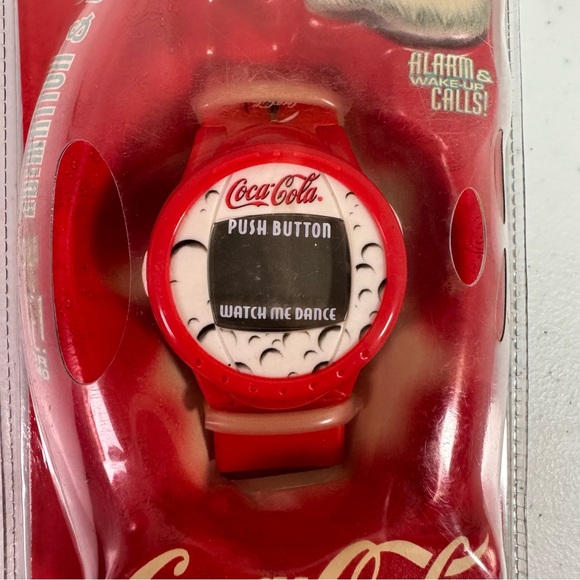 ALARM &
WAKE-UP
CALLS!
Coca-Cola
PUSH BUTTON
WATCH ME DANCE